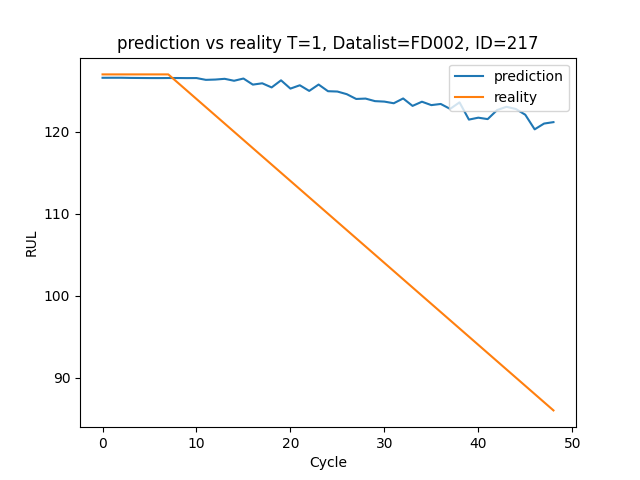 prediction vs reality T=1, Datalist=FD002, ID=217
prediction
reality
120
110
100
90
RUL
0 10 20 30 40 50
Cycle